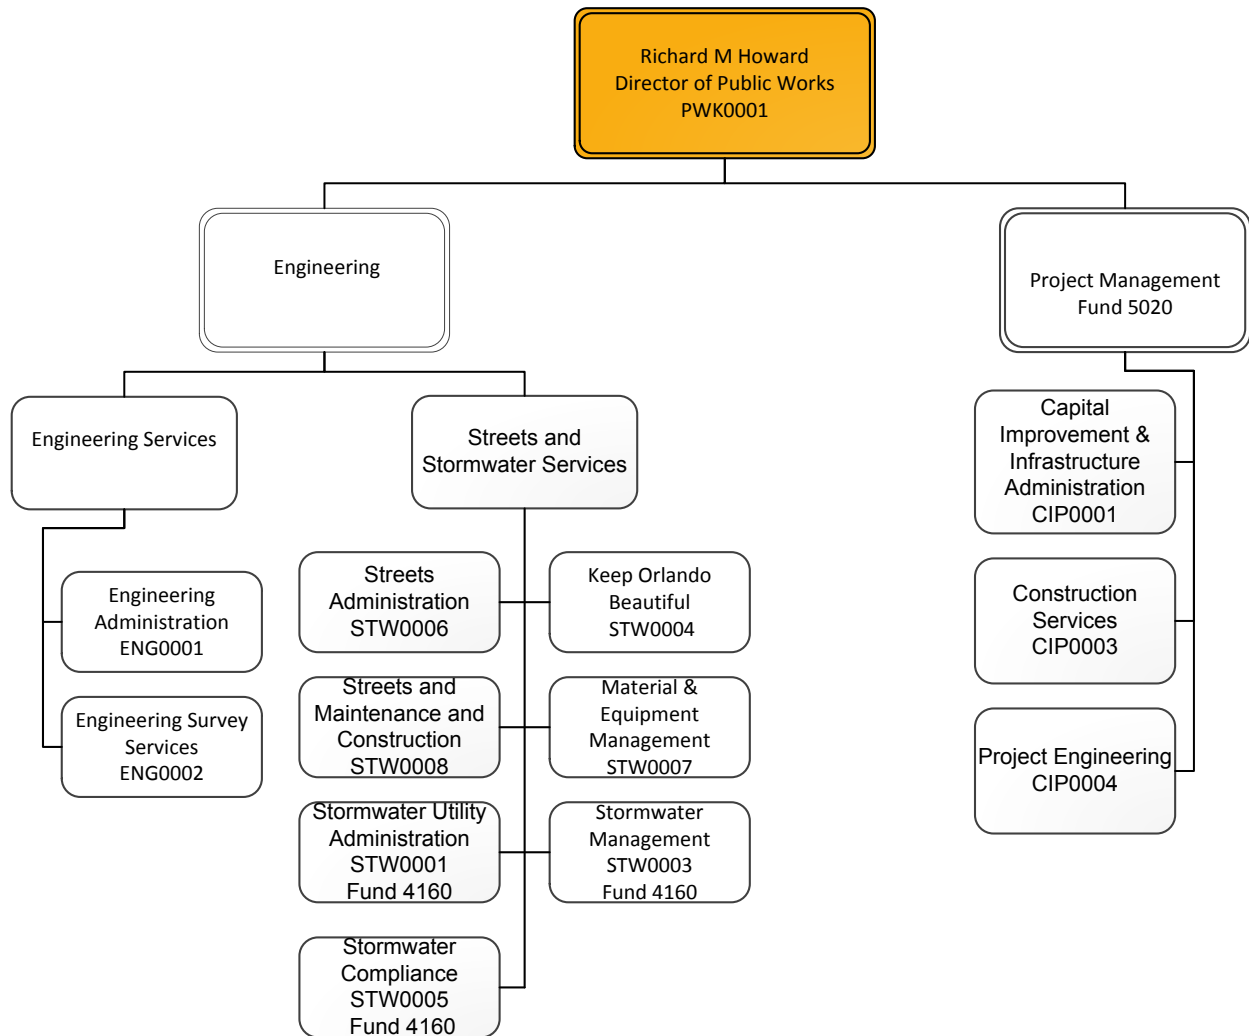 Richard M Howard
Director of Public Works
PWK0001
Engineering
Project Management
Fund 5020
Engineering Services
Streets and
Stormwater Services
Capital
Improvement &
Infrastructure
Administration
CIP0001
Engineering
Administration
ENG0001
Streets
Administration
STW0006
Keep Orlando
Beautiful
STW0004
Construction
Services
CIP0003
Engineering Survey
Services
ENG0002
Streets and
Maintenance and
Construction
STW0008
Material &
Equipment
Management
STW0007
Project Engineering
CIP0004
Stormwater Utility
Administration
STW0001
Fund 4160
Stormwater
Management
STW0003
Fund 4160
Stormwater
Compliance
STW0005
Fund 4160